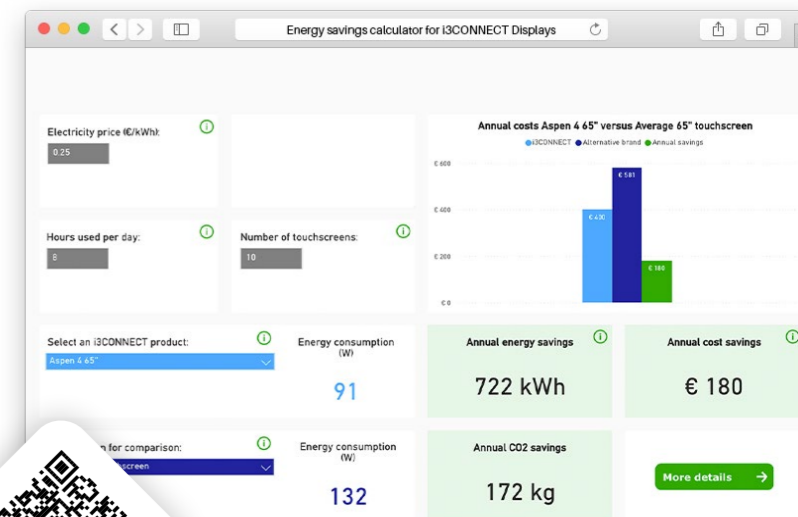 Energy savings calculator for i3CONNECT Displays
Electricity price (€/kWh):
0.25
Annual costs Aspen 4 65" versus Average 65" touchscreen
i3CONNECT Alternative brand Annual savings
€ 600
€ 400
€ 200
€ 0
€ 581
€ 180
Hours used per day:
8
Number of touchscreens:
10
Select an i3CONNECT product:
Aspen 4 65"
Energy consumption
(W)
91
Annual energy savings
722 kWh
Annual cost savings
€ 180
for comparison:
Energy consumption
(W)
132
Annual CO2 savings
172 kg
More details